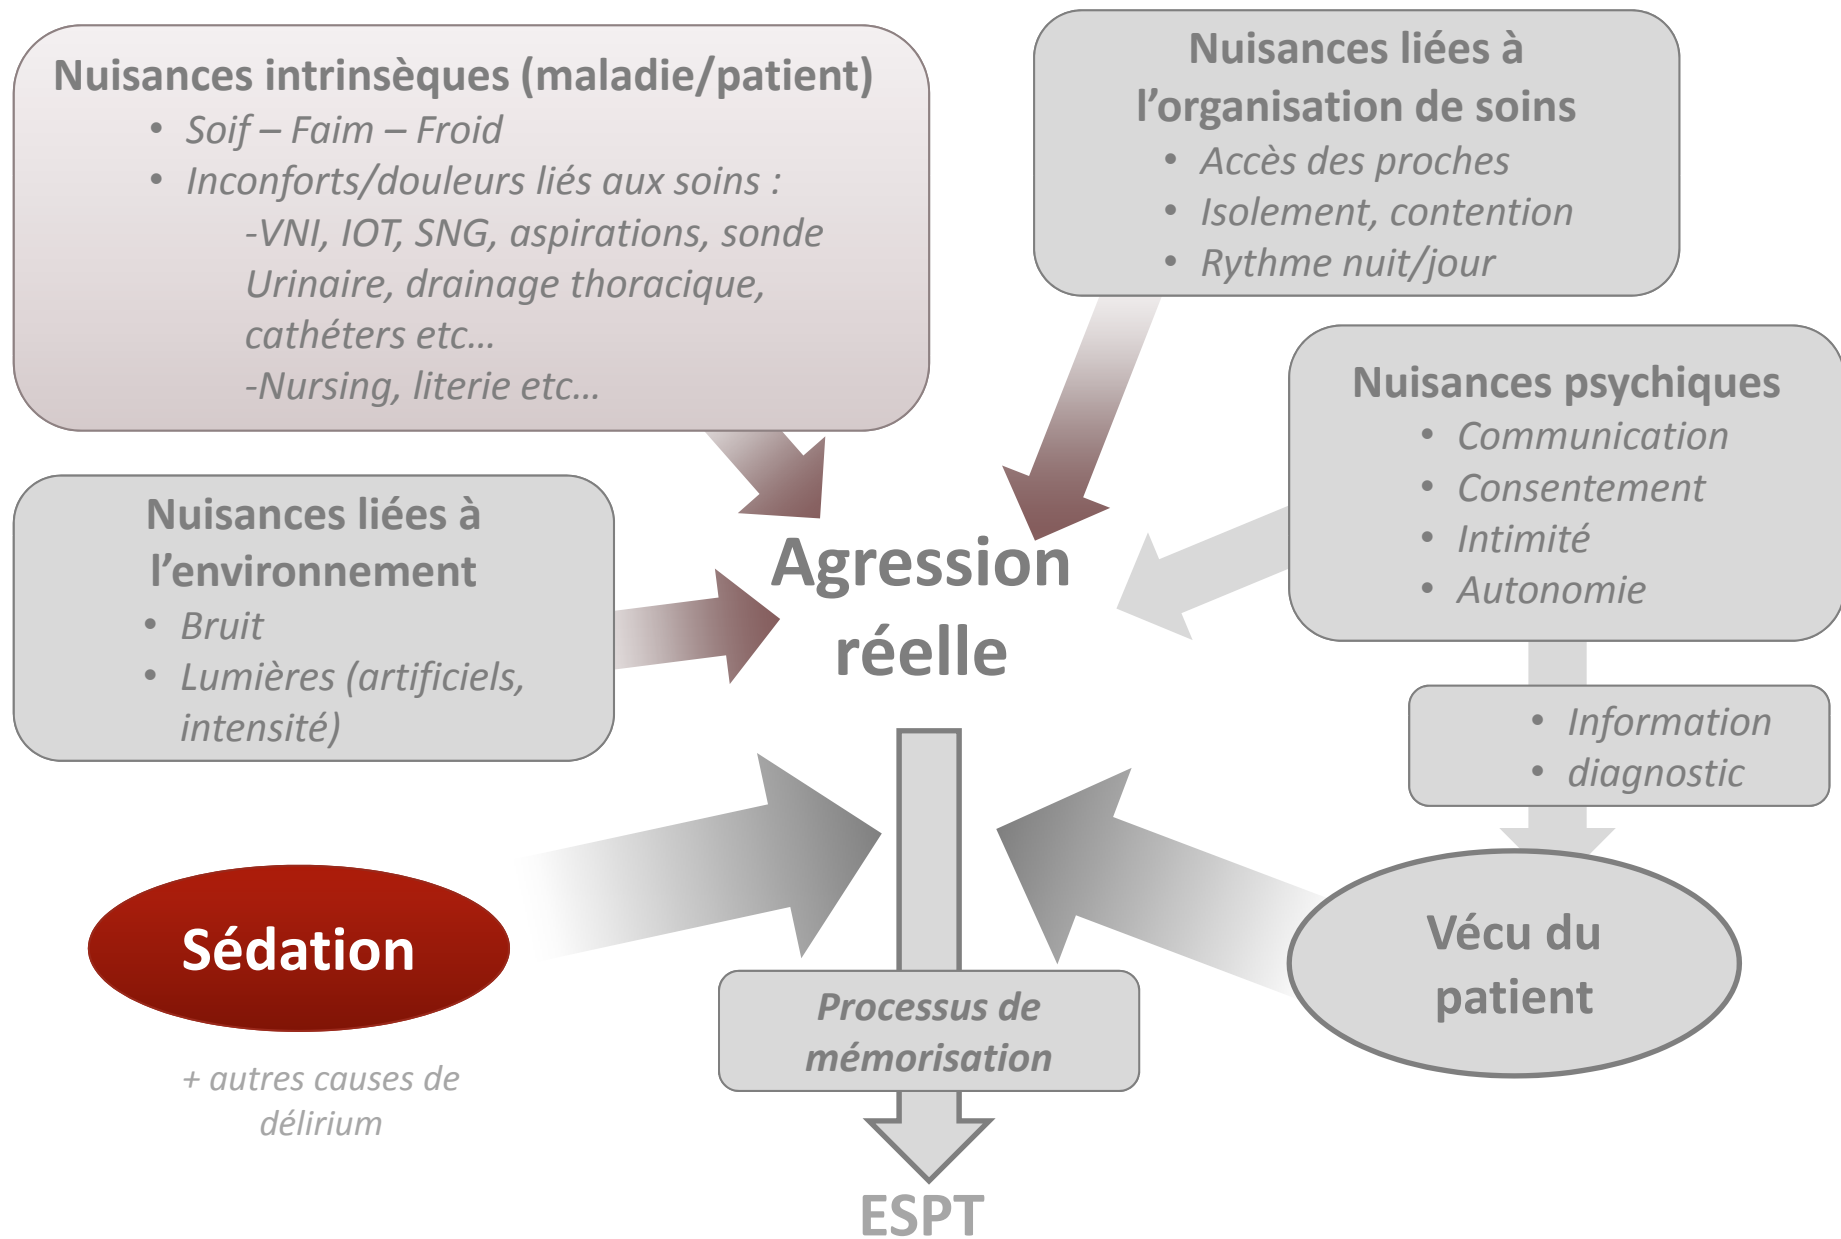 Nuisances intrinsèques (maladie/patient)
• Soif – Faim – Froid
• Inconforts/douleurs liés aux soins :
-VNI, IOT, SNG, aspirations, sonde
Urinaire, drainage thoracique,
cathéters etc…
-Nursing, literie etc…
Nuisances liées à
l’organisation de soins
• Accès des proches
• Isolement, contention
• Rythme nuit/jour
Nuisances psychiques
• Communication
• Consentement
• Intimité
• Autonomie
Nuisances liées à
l’environnement
• Bruit
• Lumières (artificiels,
intensité)
Agression
réelle
• Information
• diagnostic
Sédation
+ autres causes de
délirium
Vécu du
patient
Processus de
mémorisation
ESPT